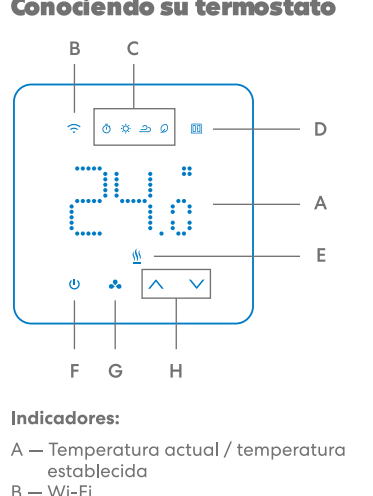 Conociendo su termostato
B C
D
24.0
A
E
F G H
Indicadores:
A — Temperatura actual / temperatura
establecida
B — Wi-Fi